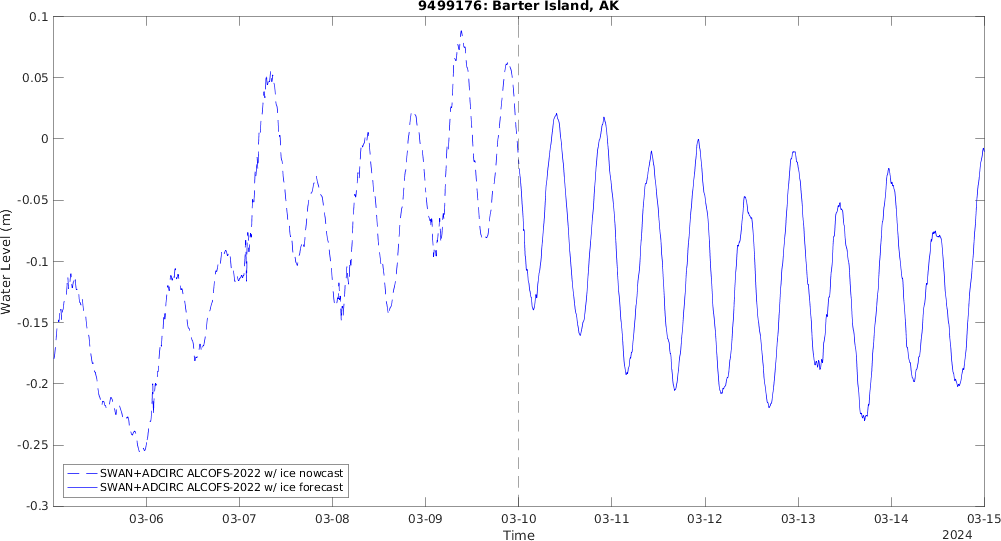 9499176: Barter Island, AK
0.1
0.05
0
-0.05
-0.1
-0.15
-0.2
-0.25
-0.3
Water Level (m)
SWAN+ADCIRC ALCOFS-2022 w/ ice nowcast
SWAN+ADCIRC ALCOFS-2022 w/ ice forecast
03-06 03-07 03-08 03-09 03-10 03-11 03-12 03-13 03-14 03-15
Time
2024